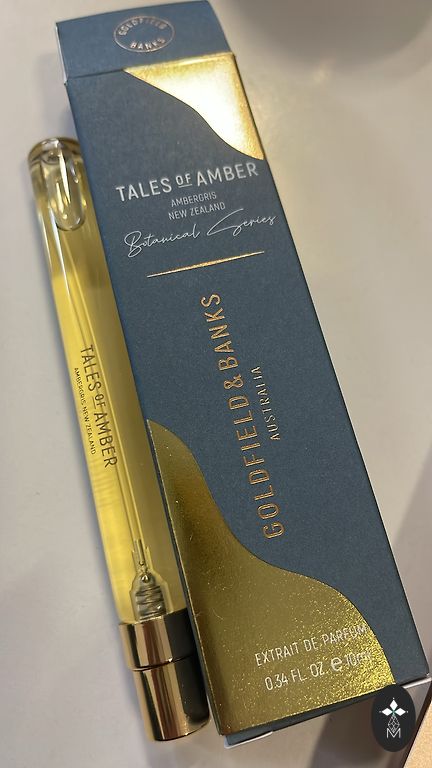 GOLDFIELD
BANKS
TALES OF AMBER
AMBERGRIS
NEW ZEALAND
Botanical Series
GOLDFIELD & BANKS
AUSTRALIA
EXTRAIT DE PARFUM
0.34 FL. OZ. e 10ml
TALES OF AMBER
AMBERGRIS NEW ZEALAND
M